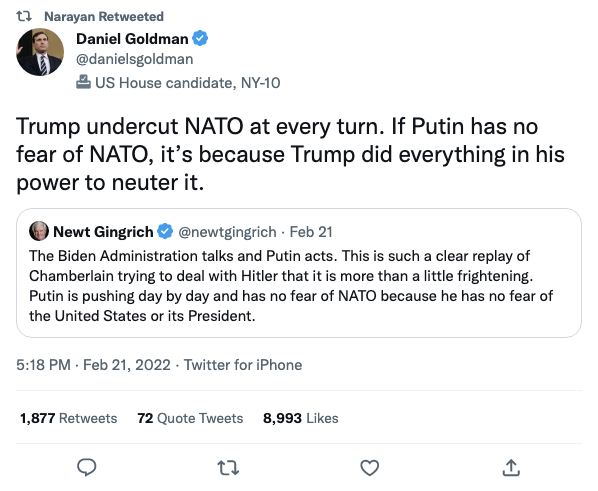 Narayan Retweeted
Daniel Goldman
@danielsgoldman
US House candidate, NY-10
Trump undercut NATO at every turn. If Putin has no
fear of NATO, it's because Trump did everything in his
power to neuter it.
Newt Gingrich @newtgingrich · Feb 21
The Biden Administration talks and Putin acts. This is such a clear replay of
Chamberlain trying to deal with Hitler that it is more than a little frightening.
Putin is pushing day by day and has no fear of NATO because he has no fear of
the United States or its President.
5:18 PM · Feb 21, 2022 · Twitter for iPhone
1,877 Retweets 72 Quote Tweets 8,993 Likes